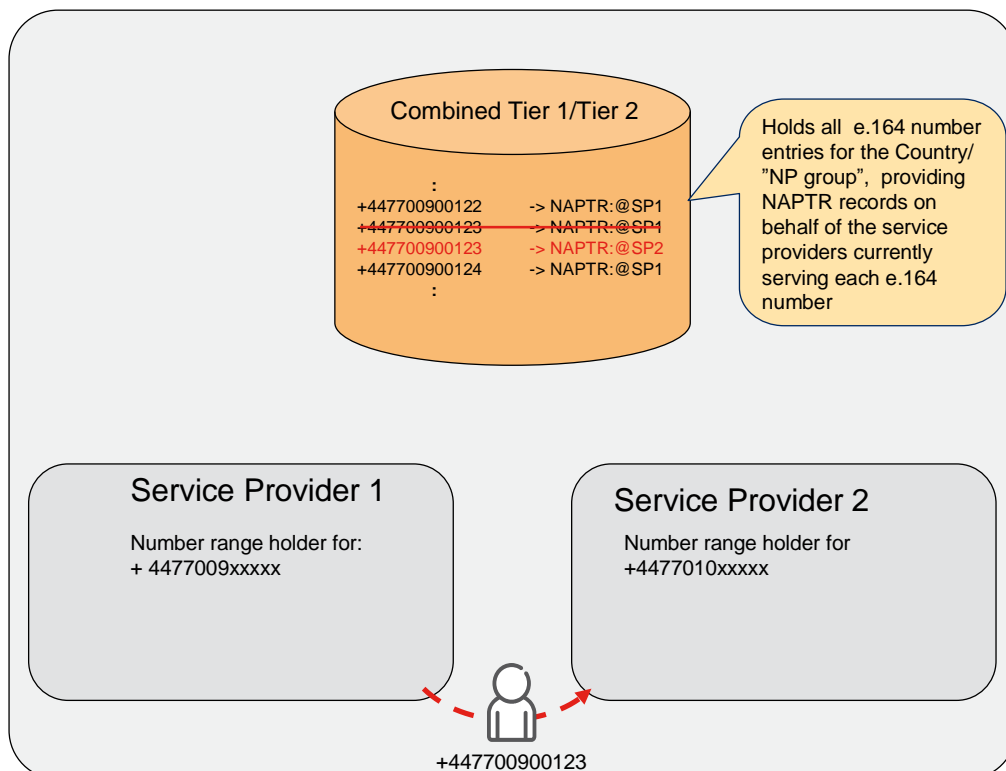 Combined Tier 1/Tier 2
:
+447700900122 -> NAPTR:@SP1
+447700900123 -> NAPTR:@SP1
+447700900123 -> NAPTR:@SP2
+447700900124 -> NAPTR:@SP1
:
Holds all e.164 number
entries for the Country/
”NP group”, providing
NAPTR records on
behalf of the service
providers currently
serving each e.164
number
Service Provider 1
Number range holder for:
+ 4477009xxxxx
Service Provider 2
Number range holder for
+4477010xxxxx
+447700900123